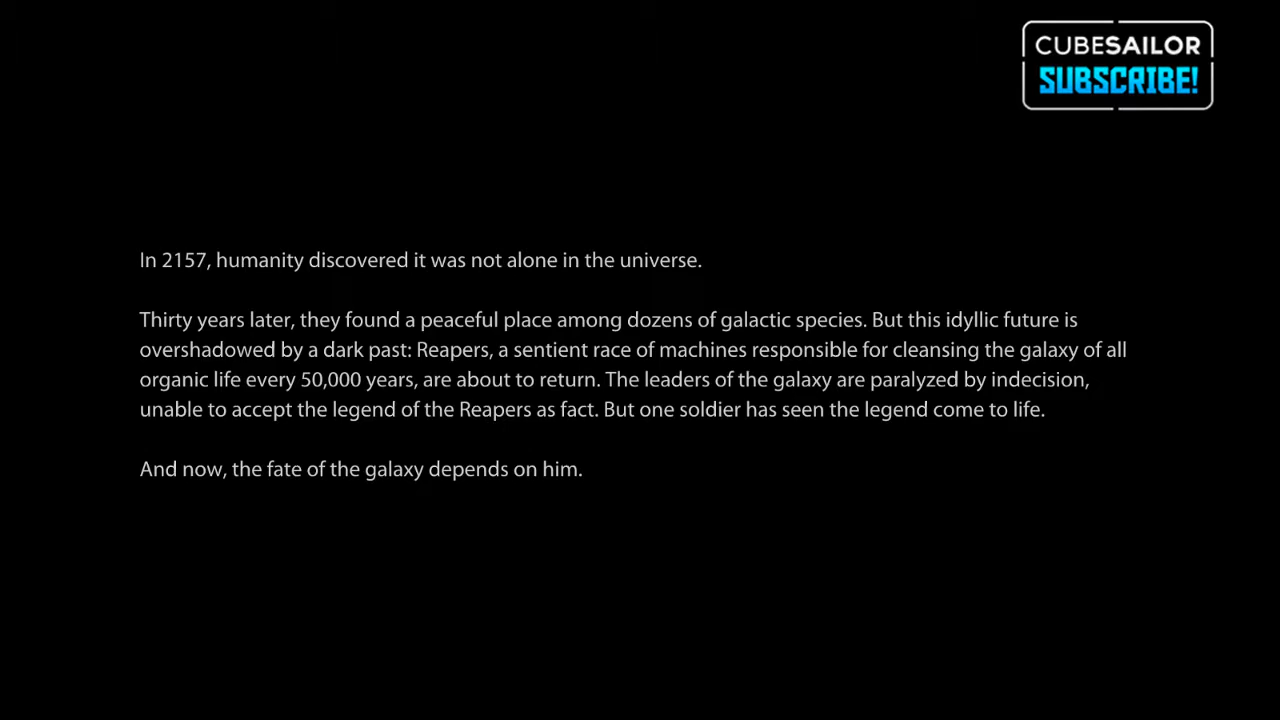 CUBESAILOR
SUBSCRIBE!
In 2157, humanity discovered it was not alone in the universe.
Thirty years later, they found a peaceful place among dozens of galactic species. But this idyllic future is
overshadowed by a dark past: Reapers, a sentient race of machines responsible for cleansing the galaxy of all
organic life every 50,000 years, are about to return. The leaders of the galaxy are paralyzed by indecision,
unable to accept the legend of the Reapers as fact. But one soldier has seen the legend come to life.
And now, the fate of the galaxy depends on him.